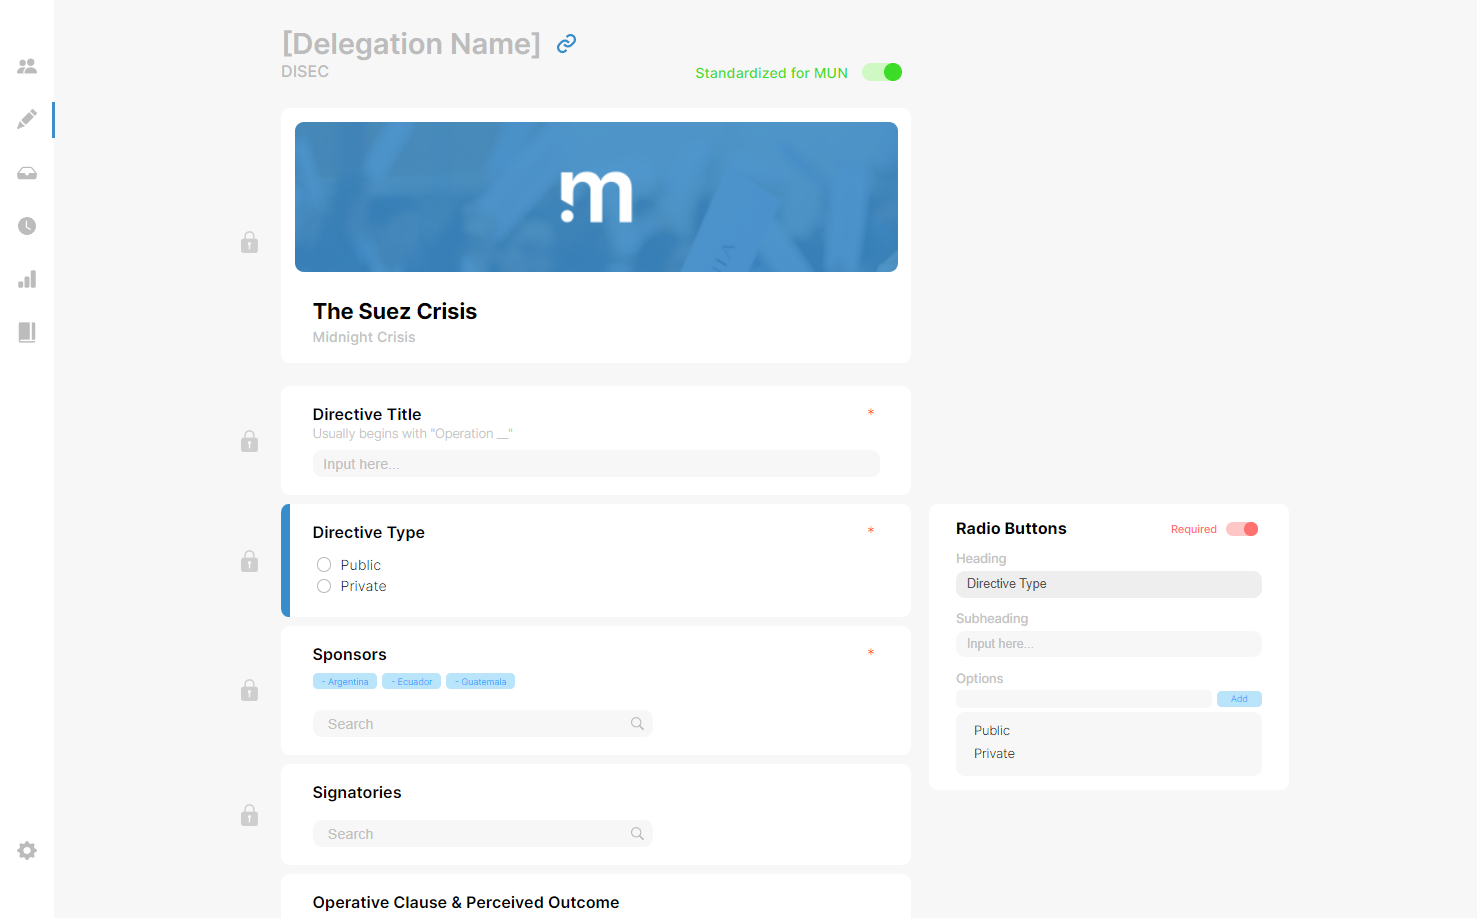 [Delegation Name]
DISEC
Standardized for MUN
m
The Suez Crisis
Midnight Crisis
Directive Title *
Usually begins with "Operation __"
Input here...
Directive Type *
Public
Private
Sponsors *
- Argentina - Ecuador - Guatemala
Search
Signatories
Search
Operative Clause & Perceived Outcome
Radio Buttons Required
Heading
Directive Type
Subheading
Input here...
Options
Add
Public
Private